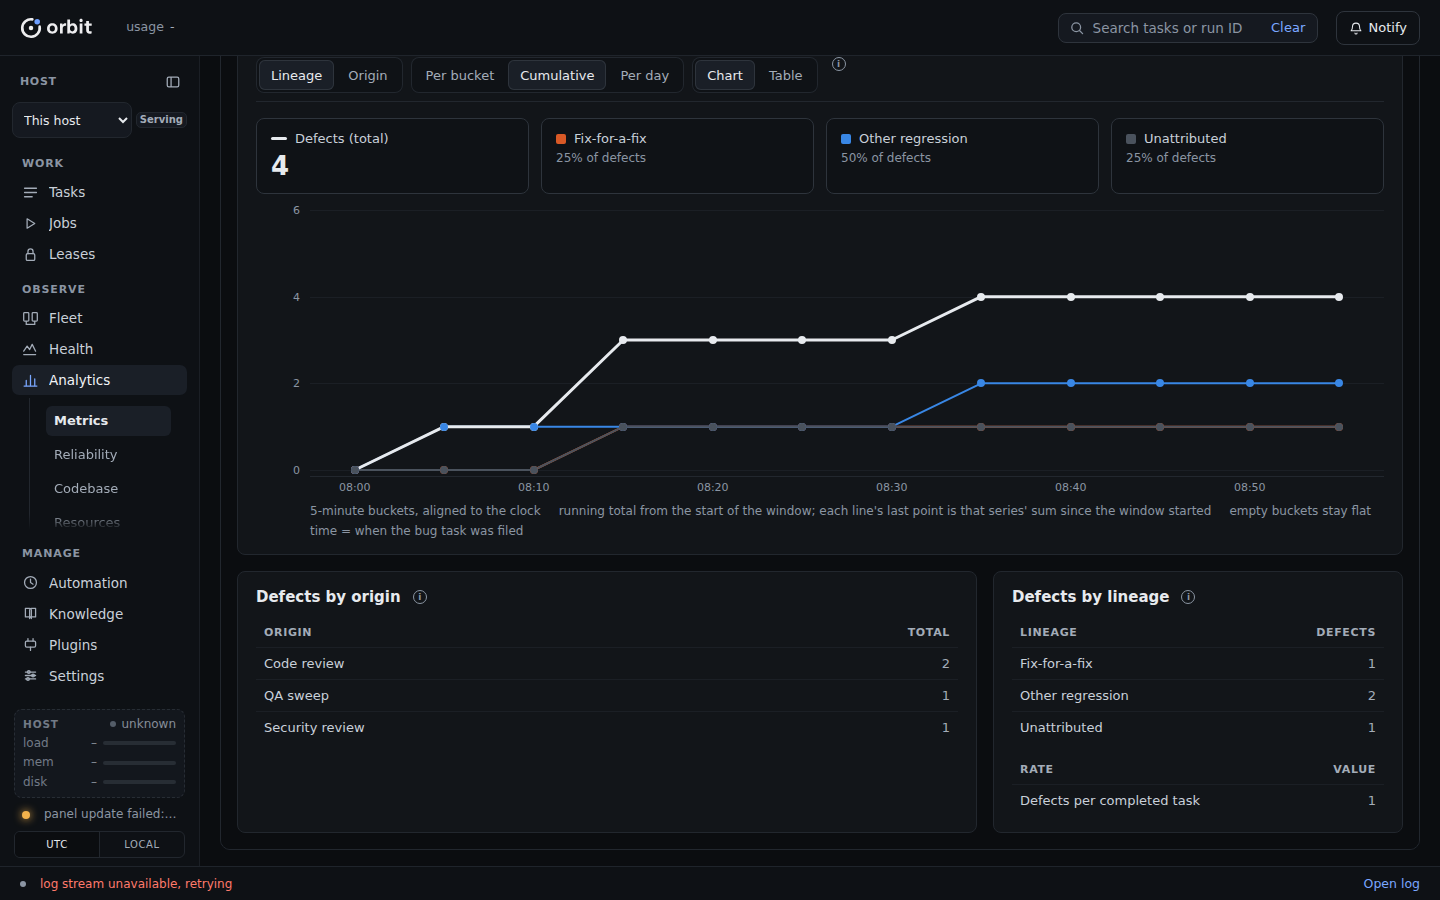 orbit
usage -
Search tasks or run ID
Clear
Notify
HOST
This host
Serving
WORK
Tasks
Jobs
Leases
OBSERVE
Fleet
Health
Analytics
Metrics
Reliability
Codebase
Resources
MANAGE
Automation
Knowledge
Plugins
Settings
HOST
unknown
load –
mem –
disk –
panel update failed:...
UTC
LOCAL
Lineage
Origin
Per bucket
Cumulative
Per day
Chart
Table
Defects (total)
4
Fix-for-a-fix
25% of defects
Other regression
50% of defects
Unattributed
25% of defects
6
4
2
0
08:00
08:10
08:20
08:30
08:40
08:50
5-minute buckets, aligned to the clock
running total from the start of the window; each line's last point is that series' sum since the window started
empty buckets stay flat
time = when the bug task was filed
Defects by origin
ORIGIN TOTAL
Code review 2
QA sweep 1
Security review 1
Defects by lineage
LINEAGE DEFECTS
Fix-for-a-fix 1
Other regression 2
Unattributed 1
RATE VALUE
Defects per completed task 1
log stream unavailable, retrying
Open log